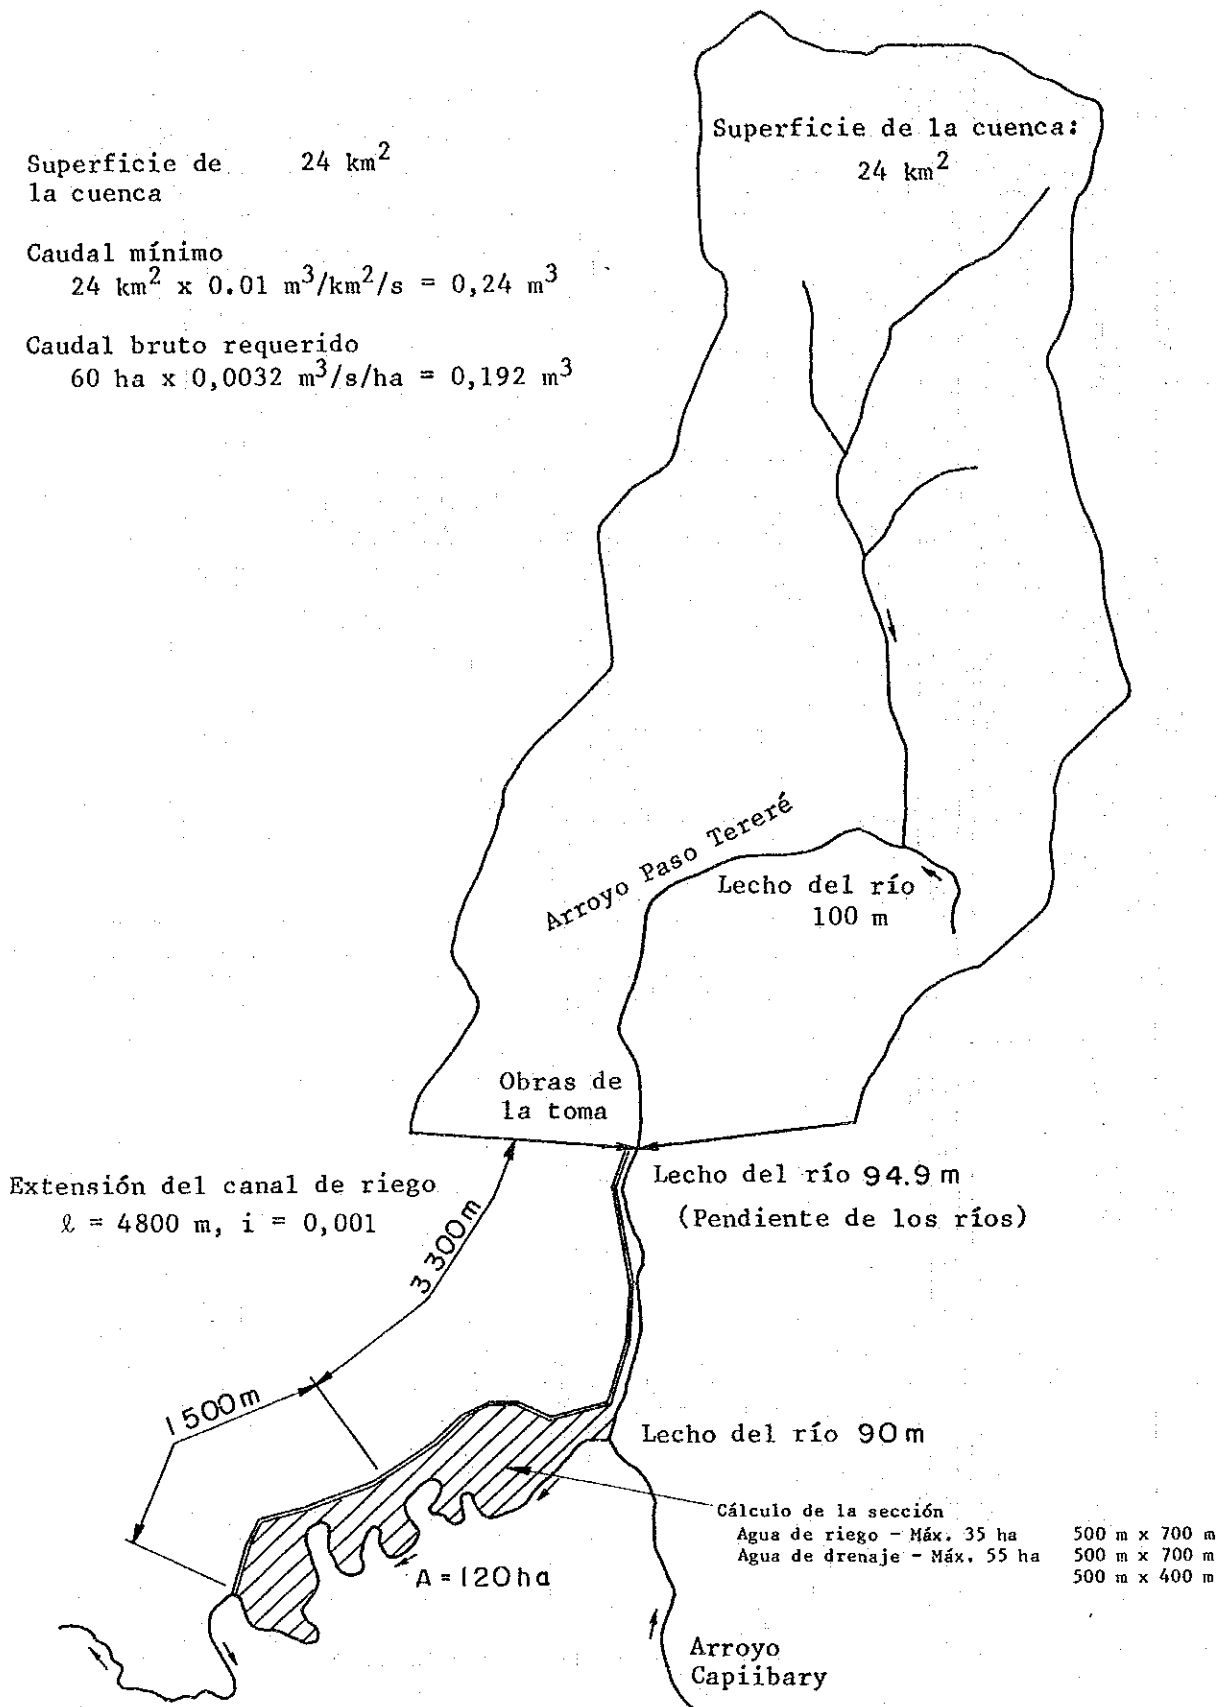 Superficie de la cuenca:
24 km²
Superficie de 24 km²
la cuenca
Caudal mínimo
24 km² x 0.01 m³/km²/s = 0,24 m³
Caudal bruto requerido
60 ha x 0,0032 m³/s/ha = 0,192 m³
Arroyo Paso Tereré
Lecho del río
100 m
Obras de
la toma
Extensión del canal de riego
ℓ = 4800 m, i = 0,001
Lecho del río 94.9 m
(Pendiente de los ríos)
3 300m
1 500m
Lecho del río 90 m
Cálculo de la sección
Agua de riego - Máx. 35 ha 500 m x 700 m
Agua de drenaje - Máx. 55 ha 500 m x 700 m
500 m x 400 m
A = 120 ha
Arroyo
Capiibary